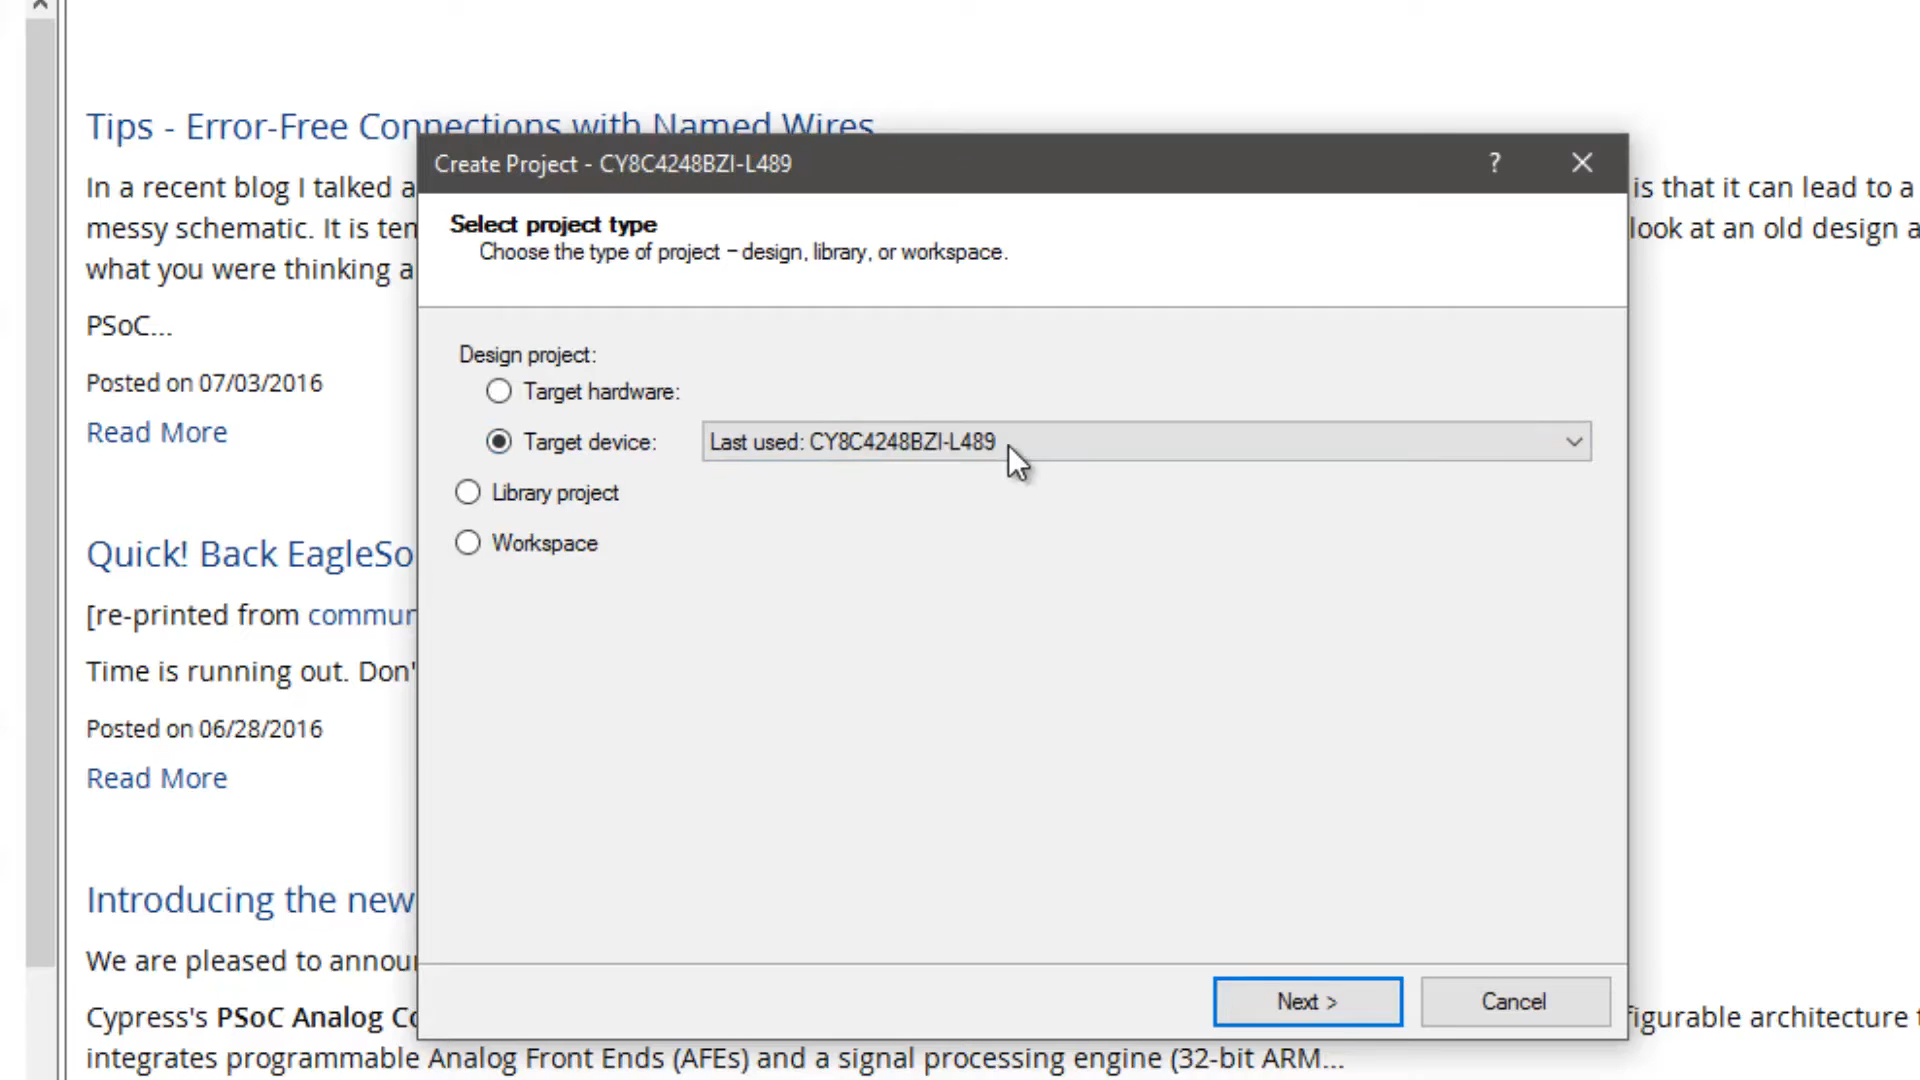 Tips - Error-Free Connections with Named Wires
In a recent blog I talked a
is that it can lead to a
messy schematic. It is ten
look at an old design a
what you were thinking a
PSoC...
Posted on 07/03/2016
Read More
Quick! Back EagleSo
[re-printed from commun
Time is running out. Don'
Posted on 06/28/2016
Read More
Introducing the new
We are pleased to annou
Cypress's PSoC Analog Co
figurable architecture t
integrates programmable Analog Front Ends (AFEs) and a signal processing engine (32-bit ARM...
Create Project - CY8C4248BZI-L489
?
Select project type
Choose the type of project – design, library, or workspace.
Design project:
Target hardware:
Target device: Last used: CY8C4248BZI-L489
Library project
Workspace
Next > Cancel